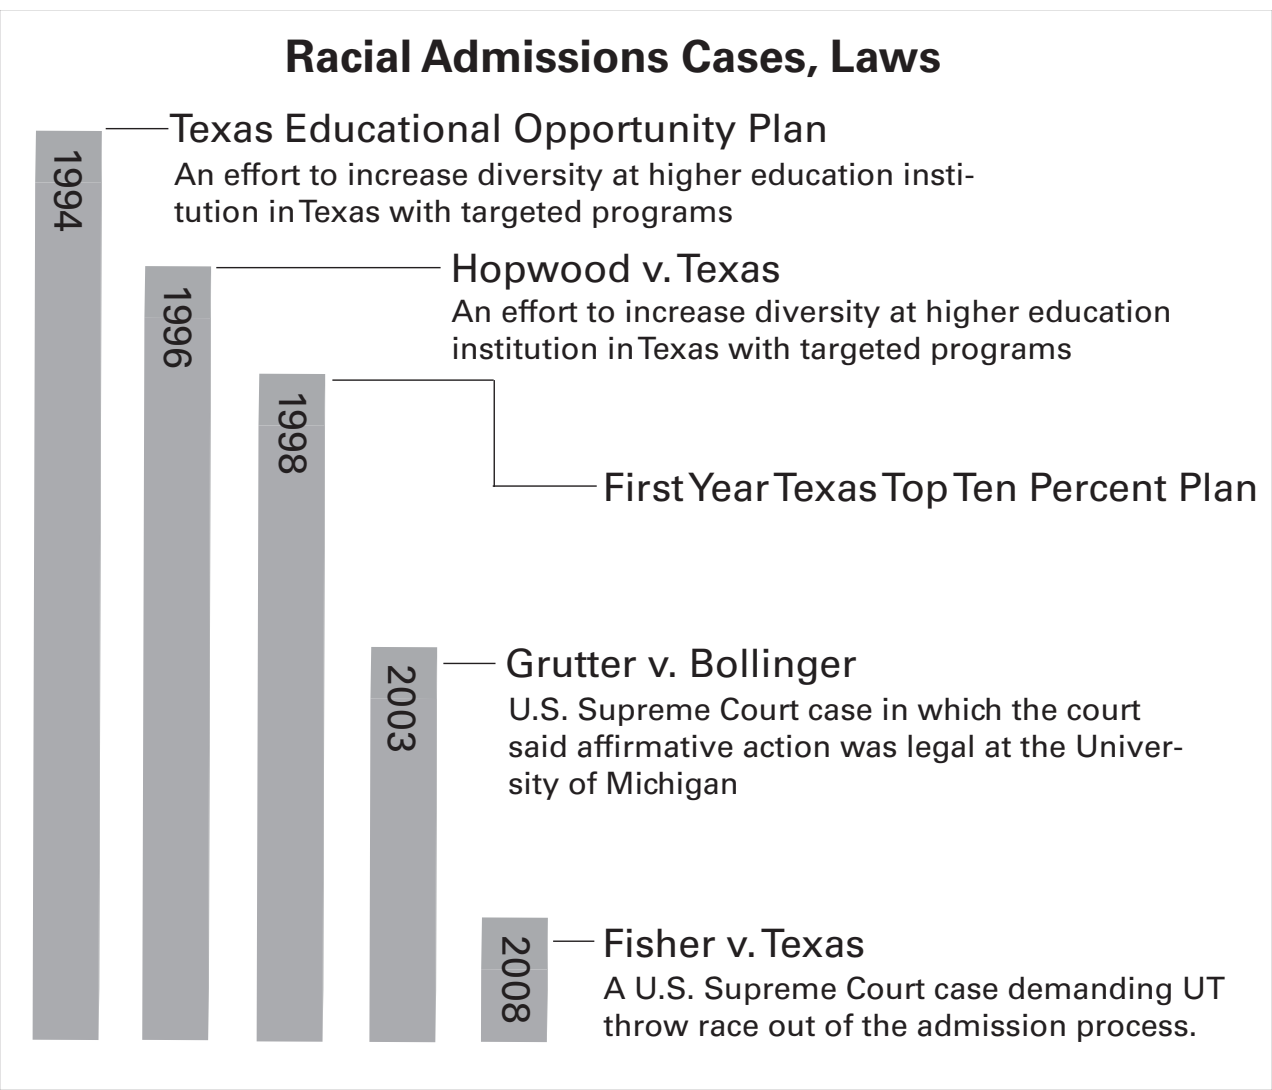 Racial Admissions Cases, Laws
1994
Texas Educational Opportunity Plan
An effort to increase diversity at higher education insti-
tution in Texas with targeted programs
1996
Hopwood v. Texas
An effort to increase diversity at higher education
institution in Texas with targeted programs
1998
First Year Texas Top Ten Percent Plan
2003
Grutter v. Bollinger
U.S. Supreme Court case in which the court
said affirmative action was legal at the Univer-
sity of Michigan
2008
Fisher v. Texas
A U.S. Supreme Court case demanding UT
throw race out of the admission process.